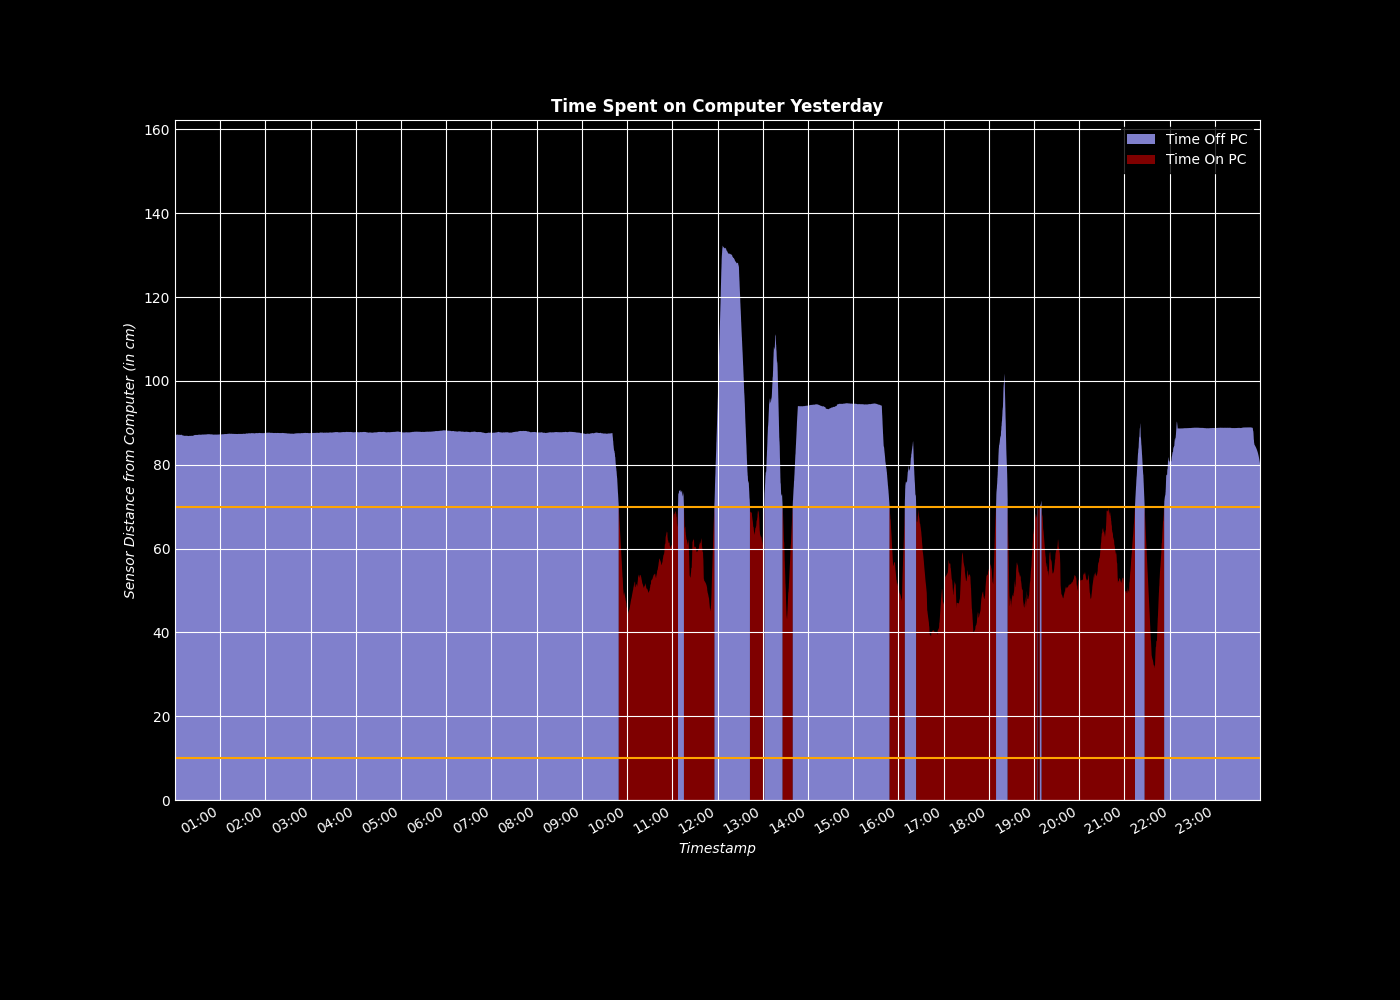 Time Spent on Computer Yesterday
Time Off PC
Time On PC
Sensor Distance from Computer (in cm)
160
140
120
100
80
60
40
20
0
01:00 02:00 03:00 04:00 05:00 06:00 07:00 08:00 09:00 10:00 11:00 12:00 13:00 14:00 15:00 16:00 17:00 18:00 19:00 20:00 21:00 22:00 23:00
Timestamp